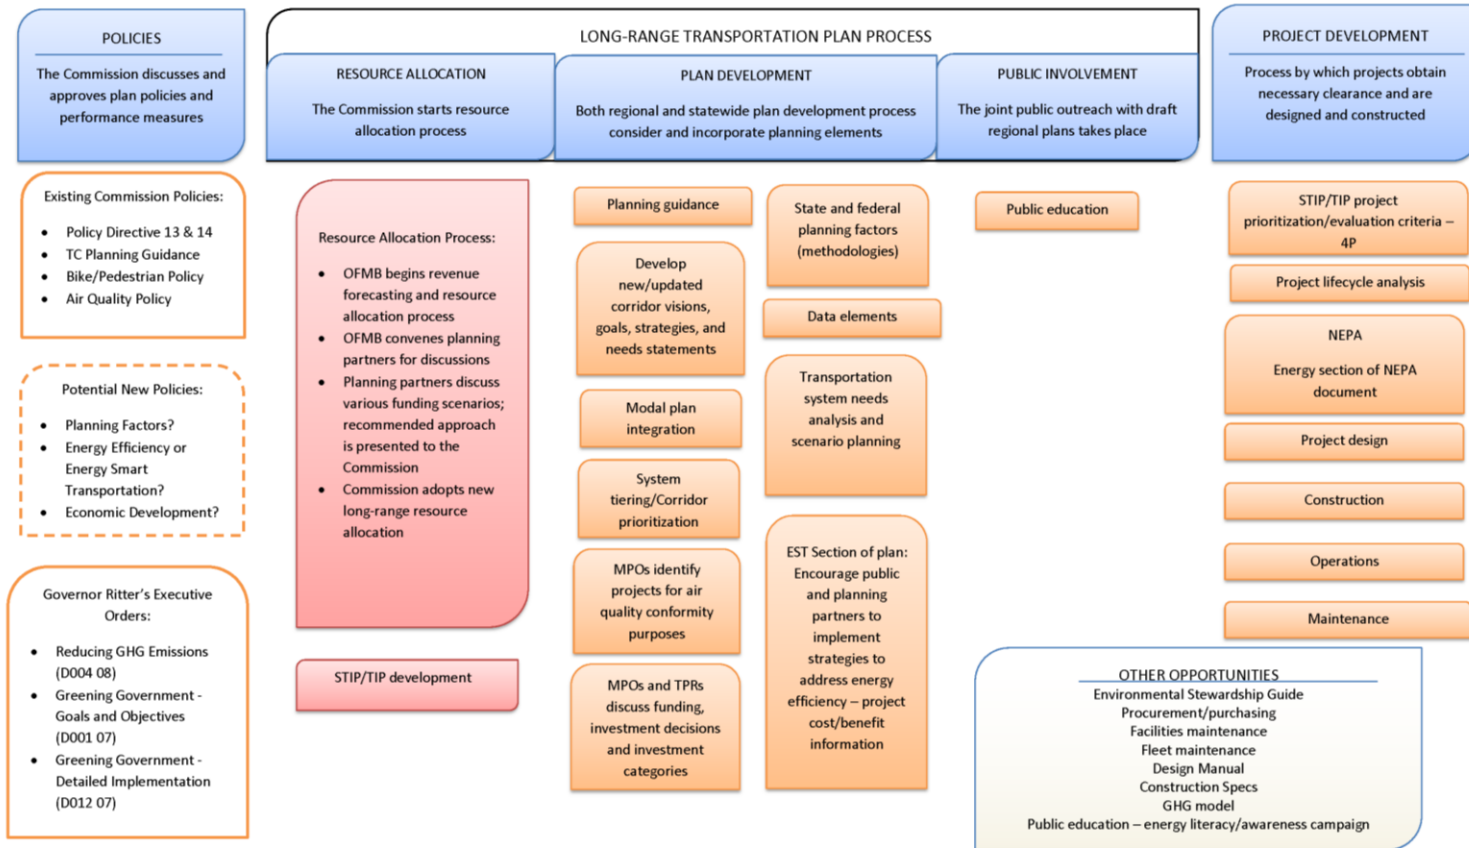 POLICIES
The Commission discusses and
approves plan policies and
performance measures
Existing Commission Policies:
• Policy Directive 13 & 14
• TC Planning Guidance
• Bike/Pedestrian Policy
• Air Quality Policy
Potential New Policies:
• Planning Factors?
• Energy Efficiency or
Energy Smart
Transportation?
• Economic Development?
Governor Ritter's Executive
Orders:
• Reducing GHG Emissions
(D004 08)
• Greening Government -
Goals and Objectives
(D001 07)
• Greening Government -
Detailed Implementation
(D012 07)
LONG-RANGE TRANSPORTATION PLAN PROCESS
RESOURCE ALLOCATION
The Commission starts resource
allocation process
Resource Allocation Process:
• OFMB begins revenue
forecasting and resource
allocation process
• OFMB convenes planning
partners for discussions
• Planning partners discuss
various funding scenarios;
recommended approach
is presented to the
Commission
• Commission adopts new
long-range resource
allocation
STIP/TIP development
PLAN DEVELOPMENT
Both regional and statewide plan development process
consider and incorporate planning elements
Planning guidance
Develop
new/updated
corridor visions,
goals, strategies, and
needs statements
Modal plan
integration
System
tiering/Corridor
prioritization
MPOs identify
projects for air
quality conformity
purposes
MPOs and TPRs
discuss funding,
investment decisions
and investment
categories
State and federal
planning factors
(methodologies)
Data elements
Transportation
system needs
analysis and
scenario planning
EST Section of plan:
Encourage public
and planning
partners to
implement
strategies to
address energy
efficiency – project
cost/benefit
information
PUBLIC INVOLVEMENT
The joint public outreach with draft
regional plans takes place
Public education
PROJECT DEVELOPMENT
Process by which projects obtain
necessary clearance and are
designed and constructed
STIP/TIP project
prioritization/evaluation criteria –
4P
Project lifecycle analysis
NEPA
Energy section of NEPA
document
Project design
Construction
Operations
Maintenance
OTHER OPPORTUNITIES
Environmental Stewardship Guide
Procurement/purchasing
Facilities maintenance
Fleet maintenance
Design Manual
Construction Specs
GHG model
Public education – energy literacy/awareness campaign